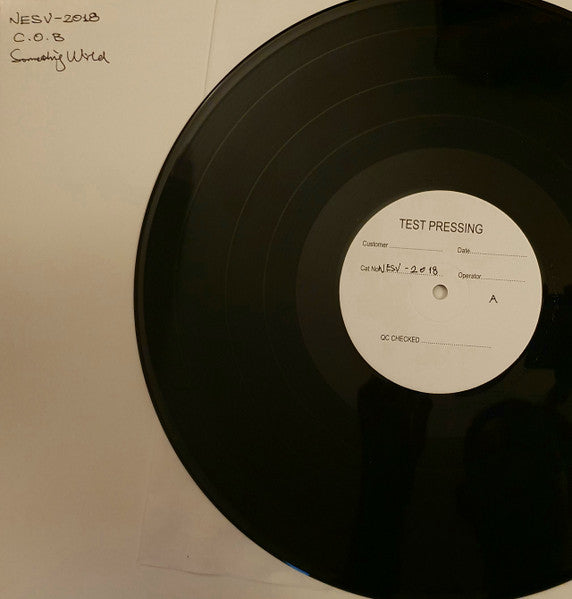 NESV-2018
C.O.B
Something Wild
TEST PRESSING
Customer
Date
Cat No NESV-2018
Operator
A
QC CHECKED